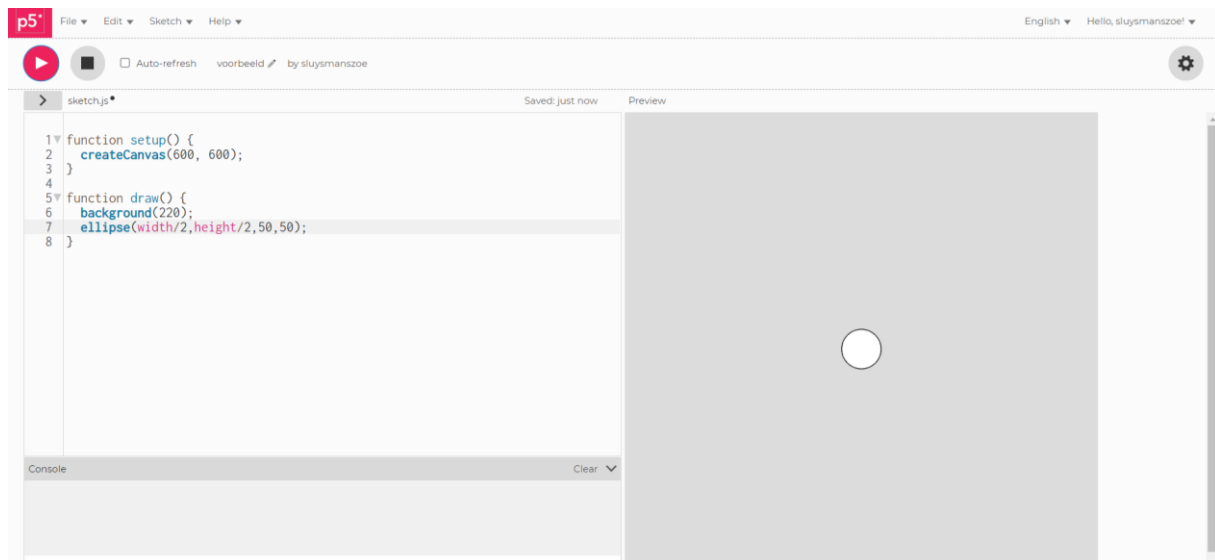 p5* File Edit Sketch Help English Hello, sluysmanszoe!
Auto-refresh voorbeeld by sluysmanszoe
> sketch.js Saved: just now Preview
1 function setup() {
2 createCanvas(600, 600);
3 }
4
5 function draw() {
6 background(220);
7 ellipse(width/2,height/2,50,50);
8 }
Console Clear